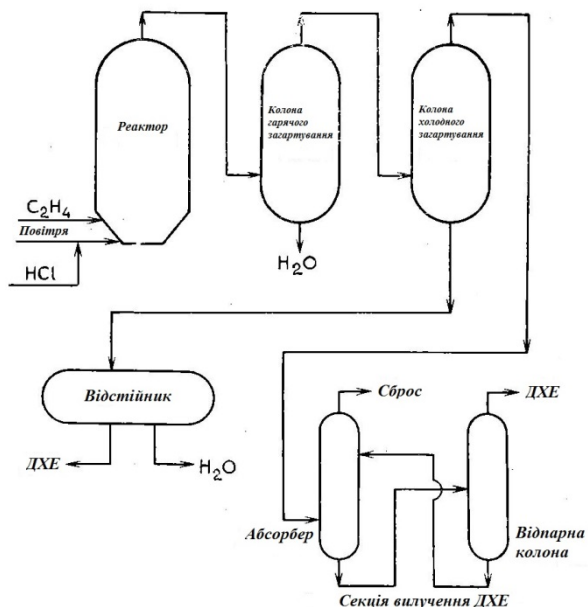 Реактор
Колона
гарячого
загартування
Колона
холодного
загартування
C₂H₄
Повітря
HCl
H₂O
Відстійник
ДХЕ
H₂O
Сброс
ДХЕ
Абсорбер
Відпарна
колона
Секція вилучення ДХЕ